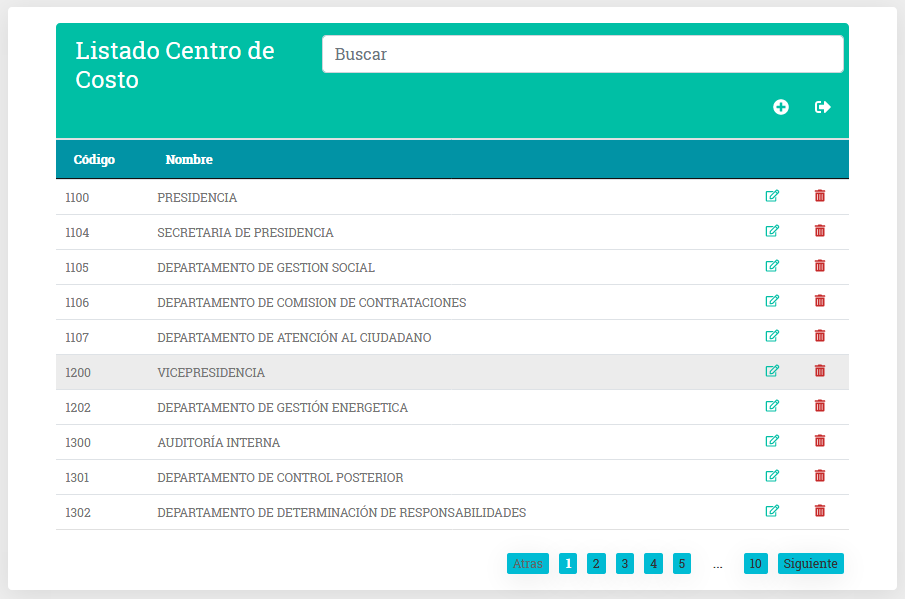 Listado Centro de
Costo
Buscar
Código Nombre
1100 PRESIDENCIA
1104 SECRETARIA DE PRESIDENCIA
1105 DEPARTAMENTO DE GESTION SOCIAL
1106 DEPARTAMENTO DE COMISION DE CONTRATACIONES
1107 DEPARTAMENTO DE ATENCIÓN AL CIUDADANO
1200 VICEPRESIDENCIA
1202 DEPARTAMENTO DE GESTIÓN ENERGETICA
1300 AUDITORÍA INTERNA
1301 DEPARTAMENTO DE CONTROL POSTERIOR
1302 DEPARTAMENTO DE DETERMINACIÓN DE RESPONSABILIDADES
Atras 1 2 3 4 5 ... 10 Siguiente